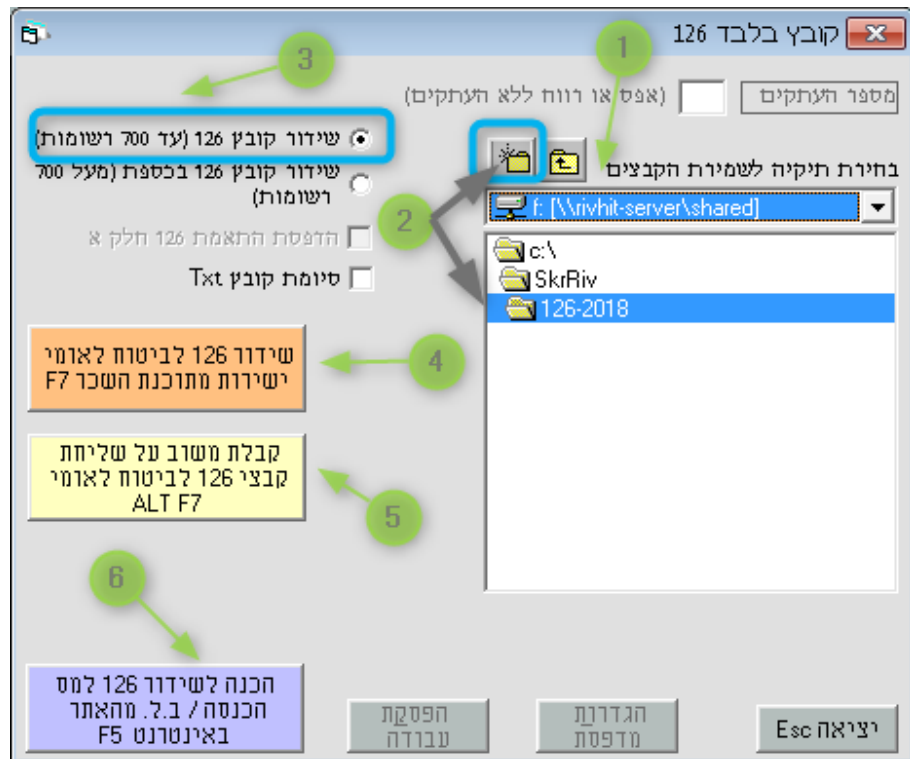 קובץ בלבד 126
1
3
מספר העתקים
(אפס או רווח ללא העתקים)
שידור קובץ 126 (עד 700 רשומות)
שידור קובץ 126 בכספת (מעל 700
רשומות)
הדפסת התאמת 126 חלק א
סיומת קובץ Txt
בחירת תיקיה לשמירת הקבצים
2
f: [\\rivhit-server\shared]
c:\
SkrRiv
126-2018
שידור 126 לביטוח לאומי
ישירות מתוכנת השכר F7
4
קבלת משוב על שליחת
קבצי 126 לביטוח לאומי
ALT F7
5
6
הכנה לשידור 126 למס
הכנסה / ב.ל. מהאתר
באינטרנט F5
הפסקת
עבודה
הגדרות
מדפסת
יציאה Esc